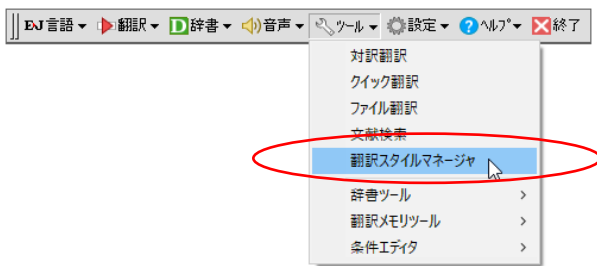 EJ 言語 翻訳 D 辞書 音声 ツール 設定 ? ヘルプ 終了
対訳翻訳
クイック翻訳
ファイル翻訳
文献検索
翻訳スタイルマネージャ
辞書ツール
翻訳メモリツール
条件エディタ